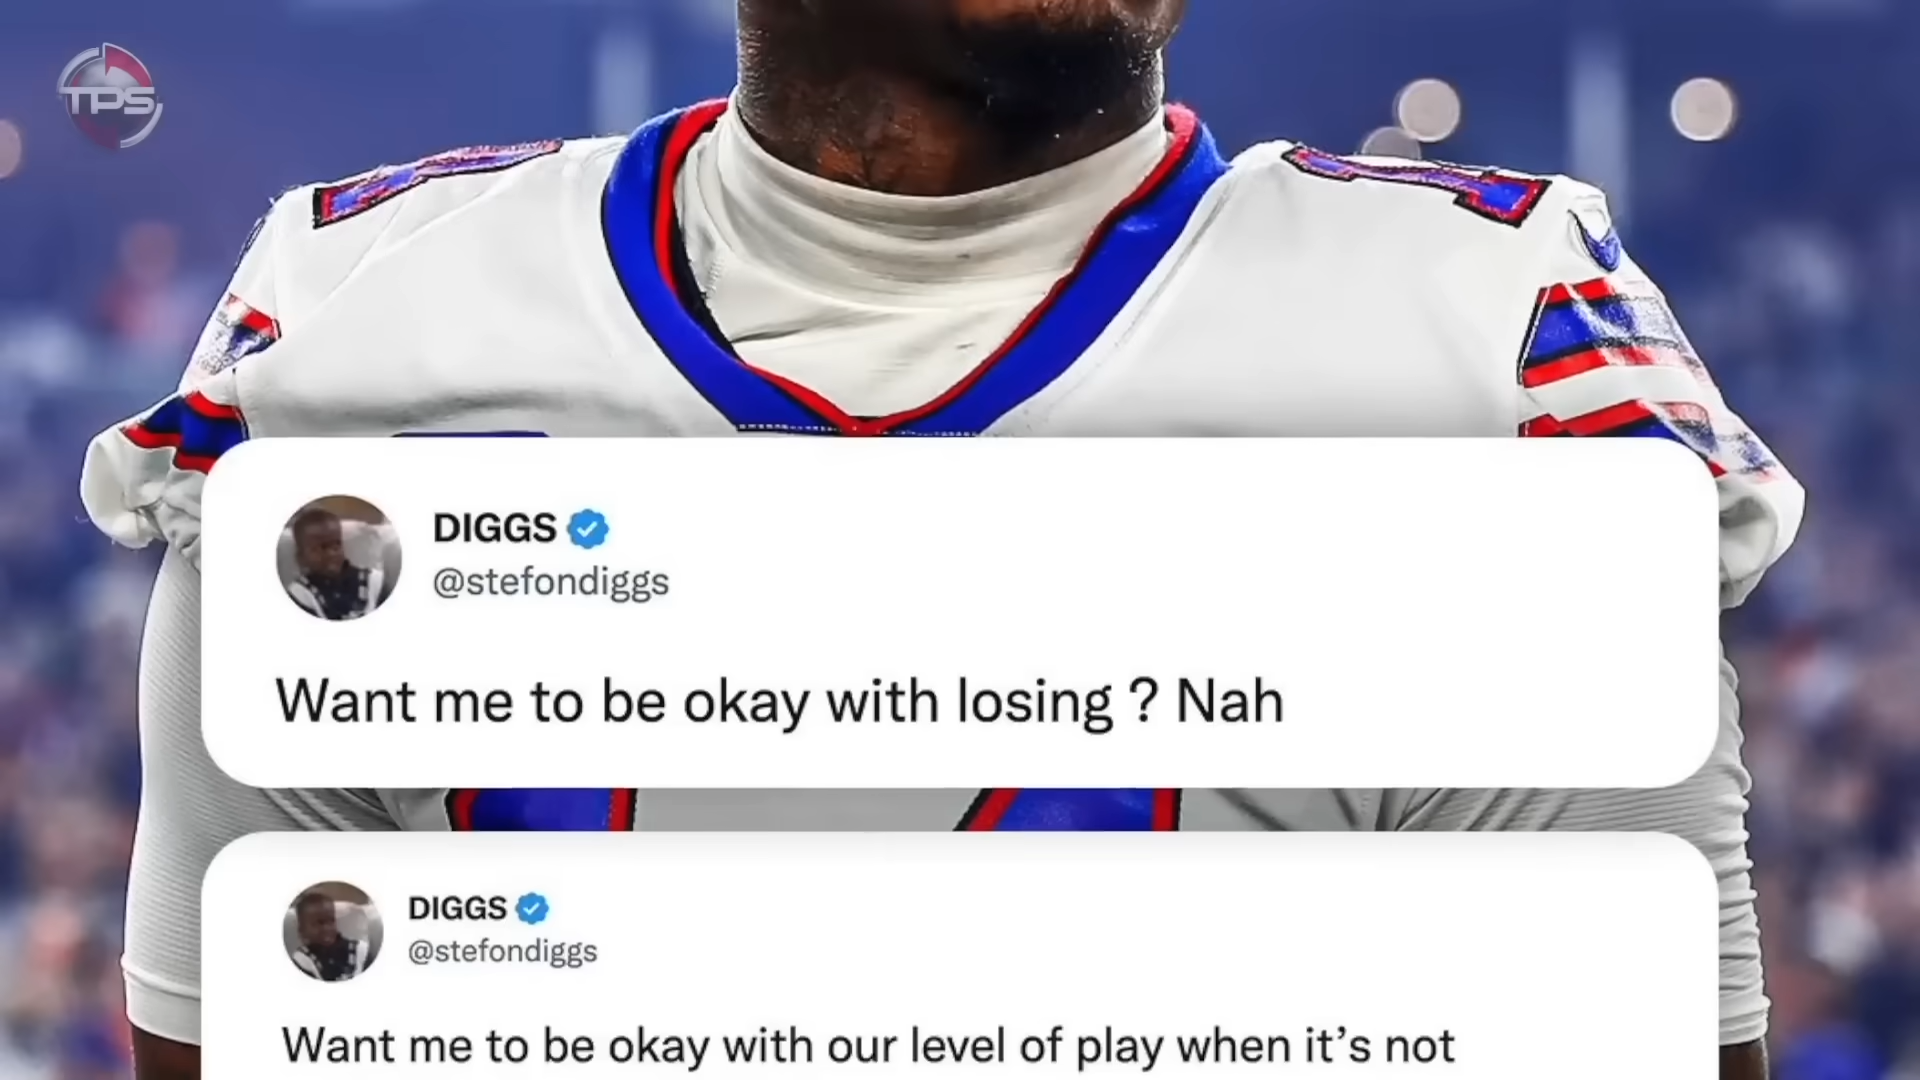 TPS
DIGGS
@stefondiggs
Want me to be okay with losing ? Nah
DIGGS
@stefondiggs
Want me to be okay with our level of play when it’s not